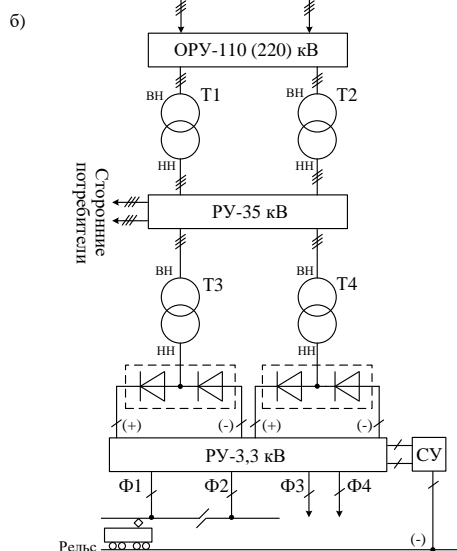 б)
ОРУ-110 (220) кВ
ВН Т1 ВН Т2
НН НН
Сторонние
потребители
РУ-35 кВ
ВН Т3 ВН Т4
НН НН
(+) (-) (+) (-)
РУ-3,3 кВ СУ
Ф1 Ф2 Ф3 Ф4
Рельс (-)